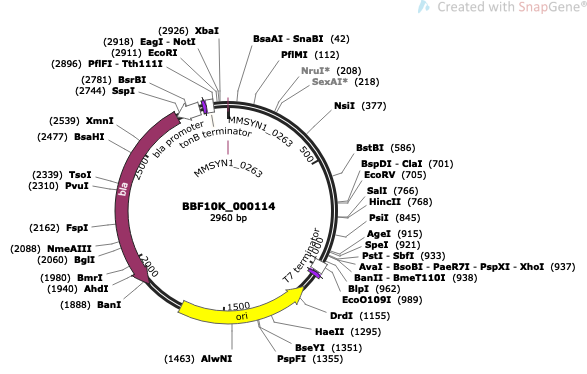 Created with SnapGene®
(2926) XbaI
(2918) EagI - NotI
(2911) EcoRI
(2896) PflFI - Tth111I
(2781) BsrBI
(2744) SspI
(2539) XmnI
(2477) BsaHI
(2339) TsoI
(2310) PvuI
(2162) FspI
(2088) NmeAIII
(2060) BglI
(1980) BmrI
(1940) AhdI
(1888) BanI
(1463) AlwNI
BsaAI - SnaBI (42)
PflMI (112)
NruI* (208)
SexAI* (218)
NsiI (377)
BstBI (586)
BspDI - ClaI (701)
EcoRV (705)
SalI (766)
HincII (768)
PsiI (845)
AgeI (915)
SpeI (921)
PstI - SbfI (933)
AvaI - BsoBI - PaeR7I - PspXI - XhoI (937)
BanII - BmeT110I (938)
BlpI (962)
EcoO109I (989)
DrdI (1155)
HaeII (1295)
BseYI (1351)
PspFI (1355)
bla promoter
tonB terminator
MMSYN1_0263
MMSYN1_0263
BBF10K_000114
2960 bp
T7 terminator
bla
ori
500
1000
1500
2000
2500